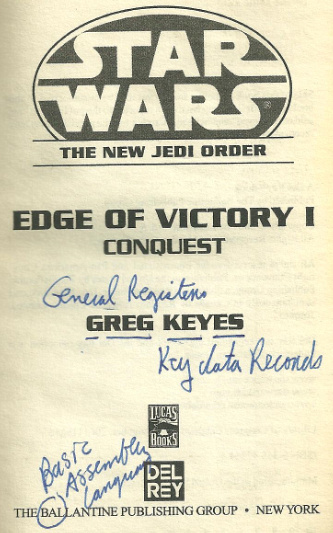 STAR
WARS®
THE NEW JEDI ORDER
EDGE OF VICTORY I
CONQUEST
General Registers
GREG KEYES
Key data Records
LUCAS
BOOKS
Basic
Assembler
Language
DEL
REY
THE BALLANTINE PUBLISHING GROUP • NEW YORK